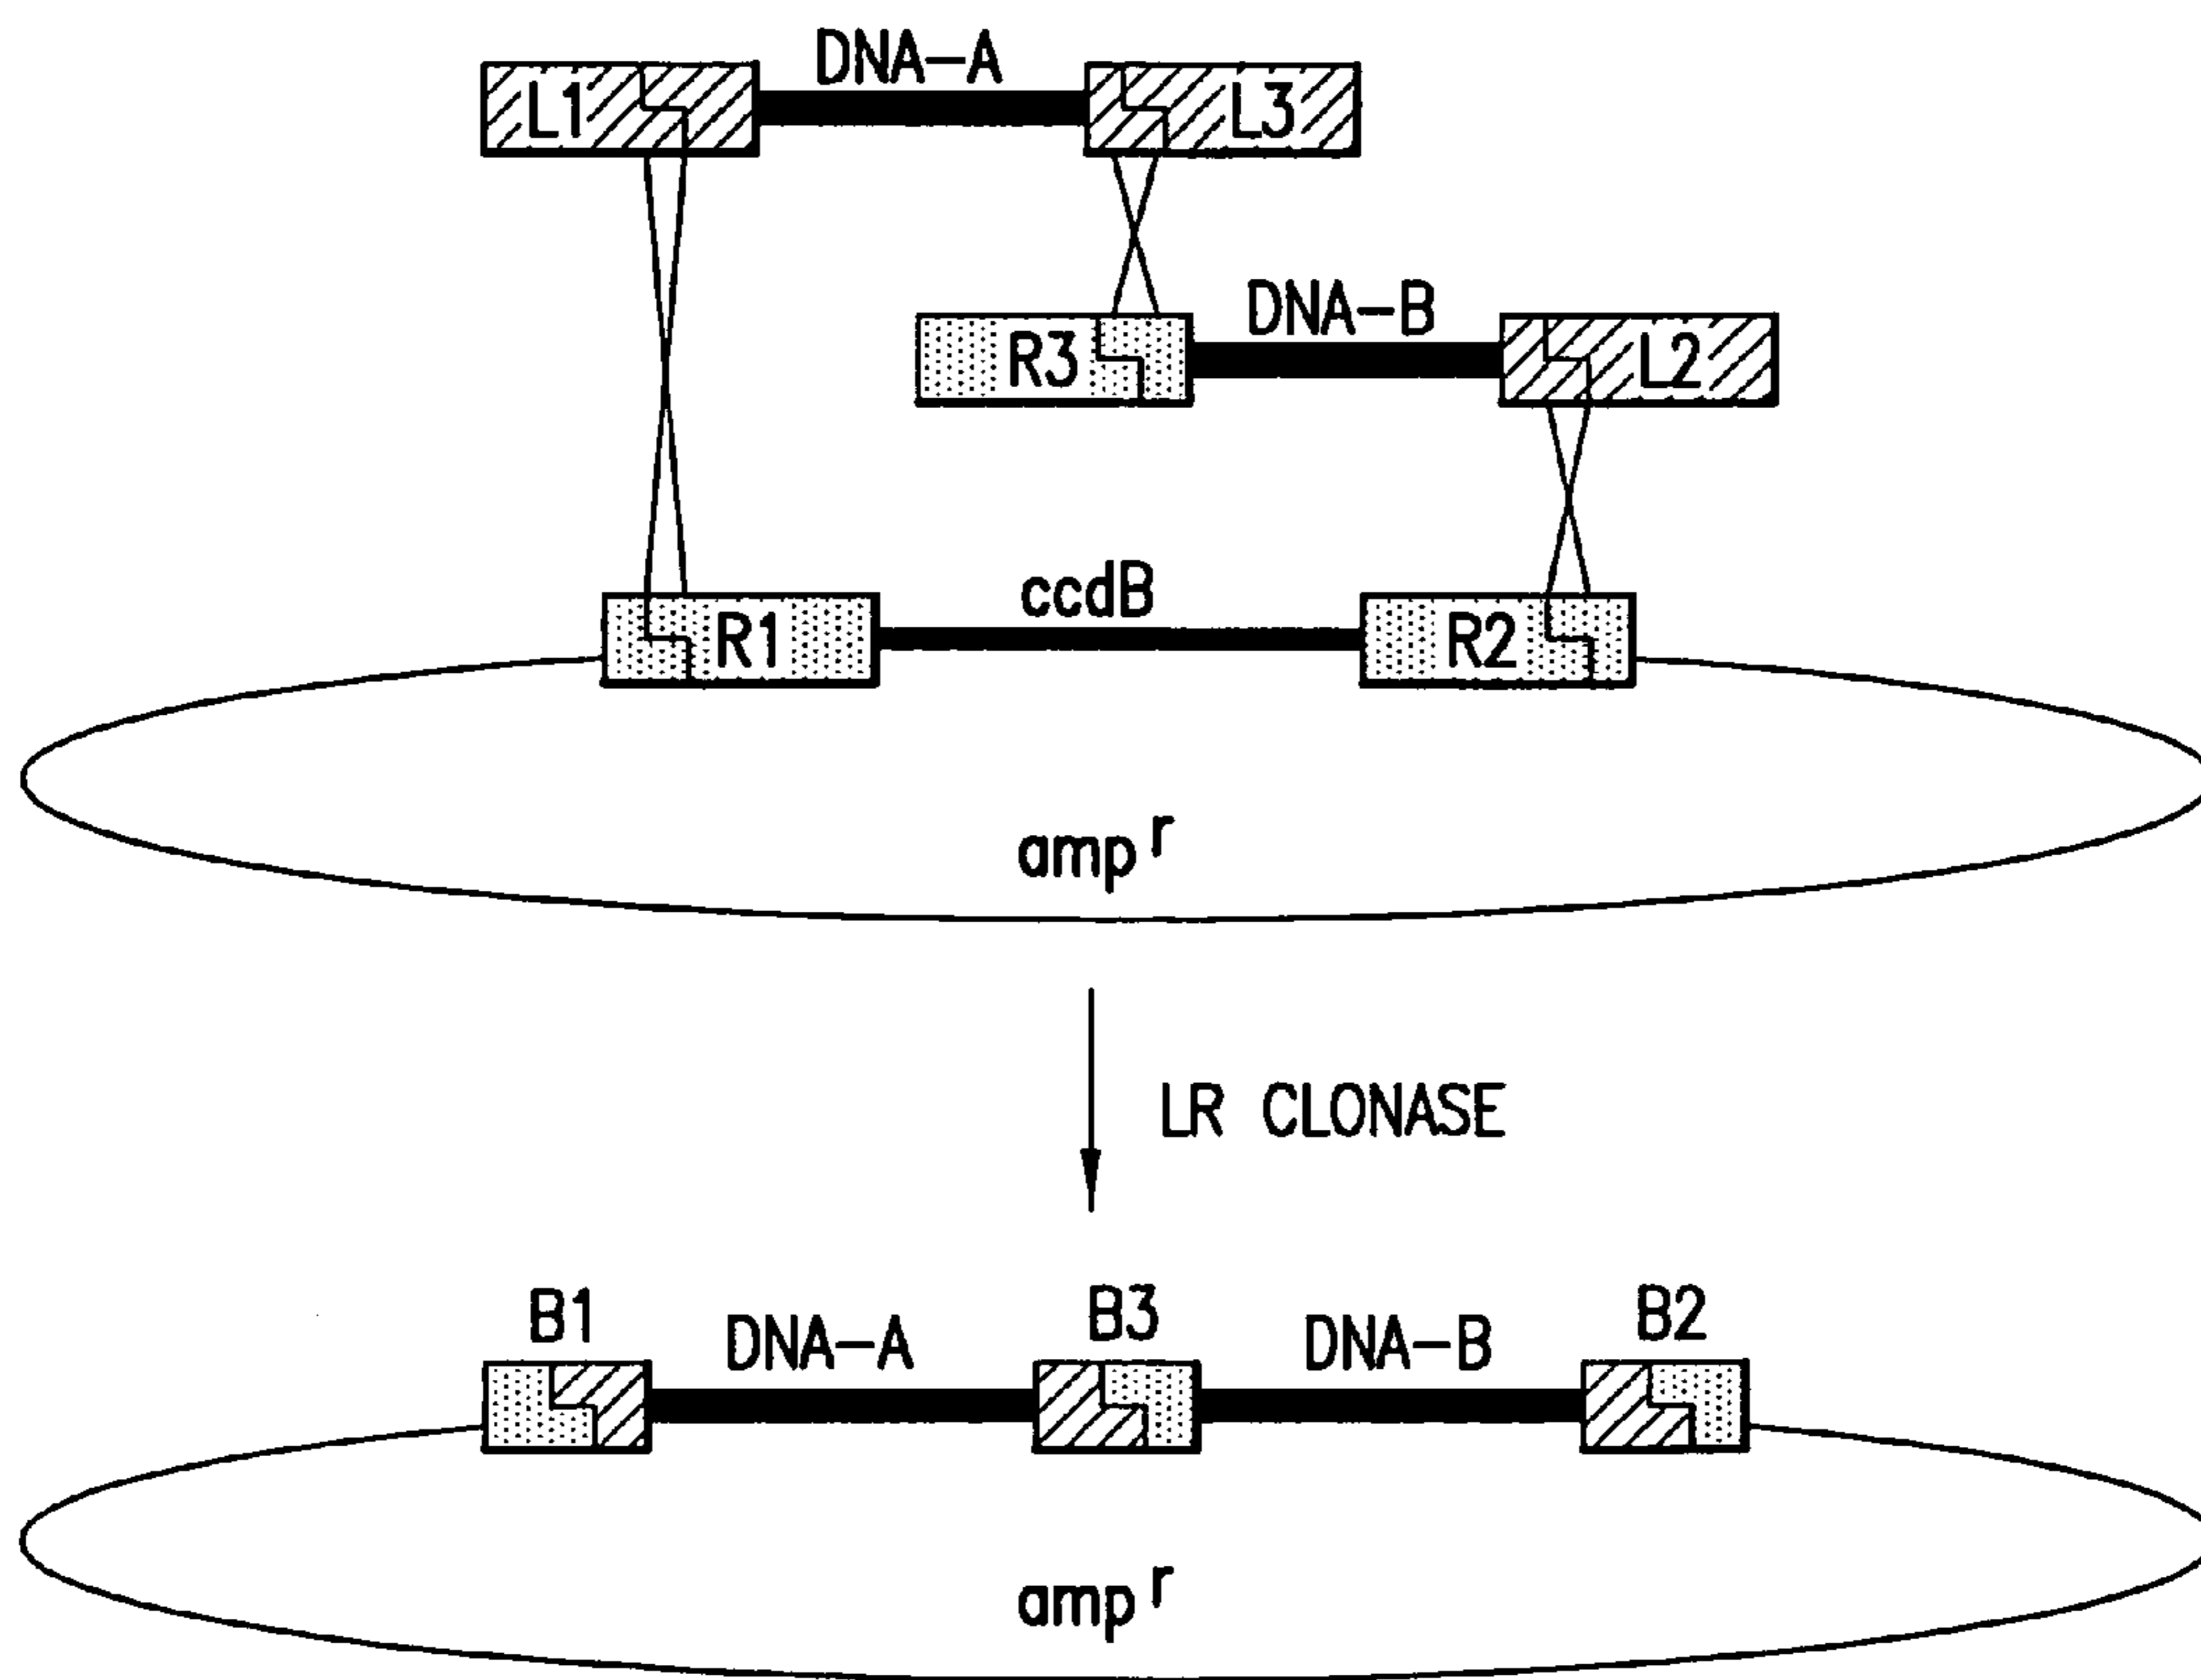 DNA-A
L1
L3
DNA-B
R3
L2
ccdB
R1
R2
amp^r
LR CLONASE
B1
B3
B2
DNA-A
DNA-B
amp^r